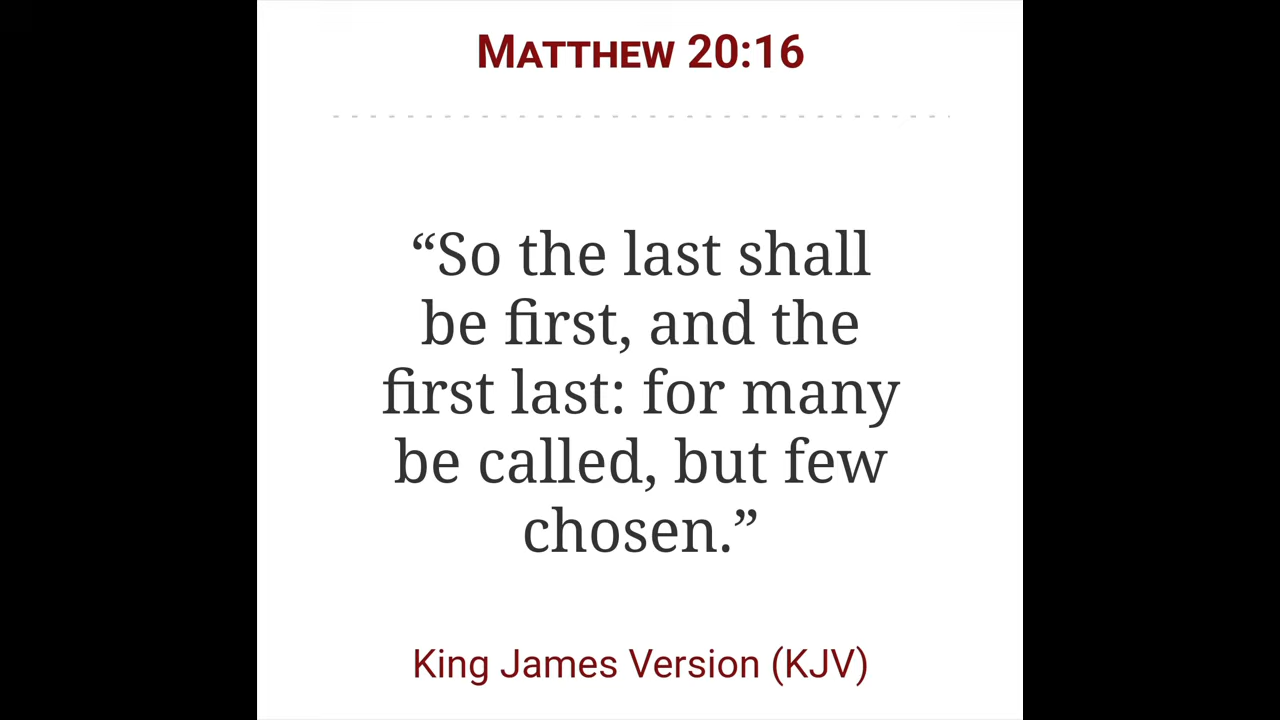 Matthew 20:16
“So the last shall
be first, and the
first last: for many
be called, but few
chosen.”
King James Version (KJV)